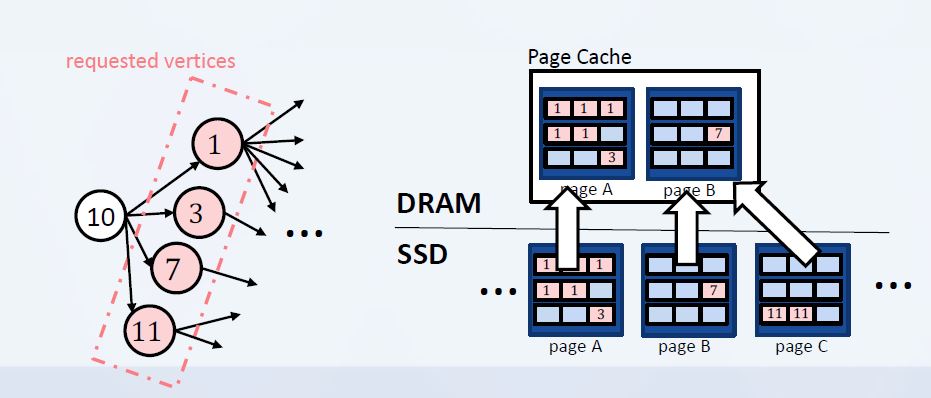 requested vertices
1
10
3
7
11
...
Page Cache
1 1 1
1 1
3
7
page A
page B
DRAM
SSD
...
1 1
1 1
3
7
11 11
...
page A
page B
page C